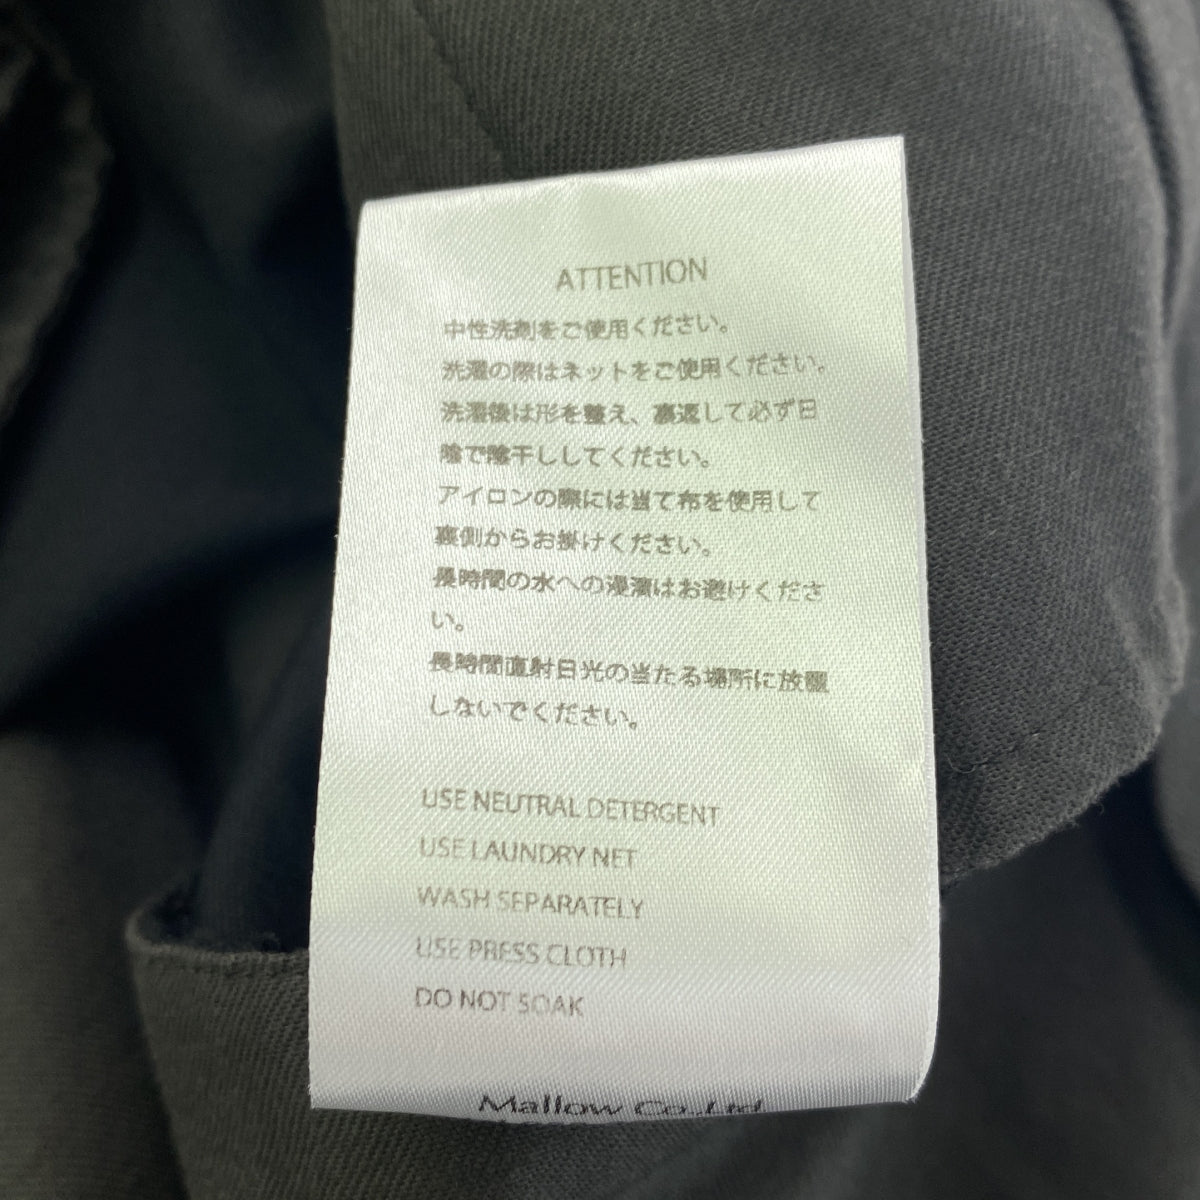 ATTENTION
中性洗剤をご使用ください。
洗濯の際はネットをご使用ください。
洗濯後は形を整え、裏返して必ず日
陰で陰干ししてください。
アイロンの際には当て布を使用して
裏側からお掛けください。
長時間の水への浸漬はお避けくださ
い。
長時間直射日光の当たる場所に放置
しないでください。
USE NEUTRAL DETERGENT
USE LAUNDRY NET
WASH SEPARATELY
USE PRESS CLOTH
DO NOT SOAK
Mallow Co.,Ltd